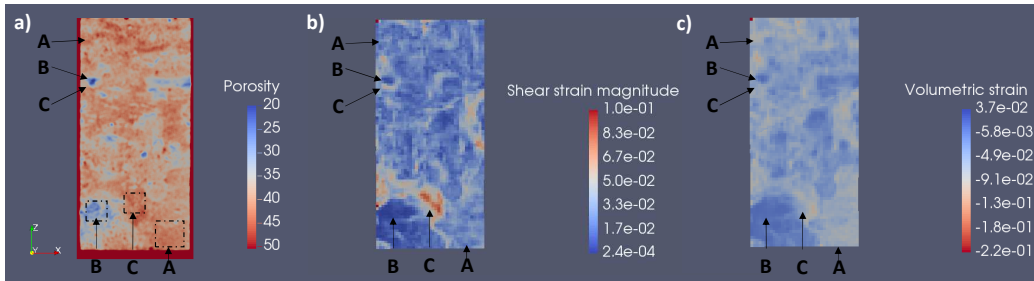 a)
A
B
C
Porosity
20
25
30
35
40
45
50
Z
Y
X
B
C
A
b)
A
B
C
Shear strain magnitude
1.0e-01
8.3e-02
6.7e-02
5.0e-02
3.3e-02
1.7e-02
2.4e-04
B
C
A
c)
A
B
C
Volumetric strain
3.7e-02
-5.8e-03
-4.9e-02
-9.1e-02
-1.3e-01
-1.8e-01
-2.2e-01
B
C
A